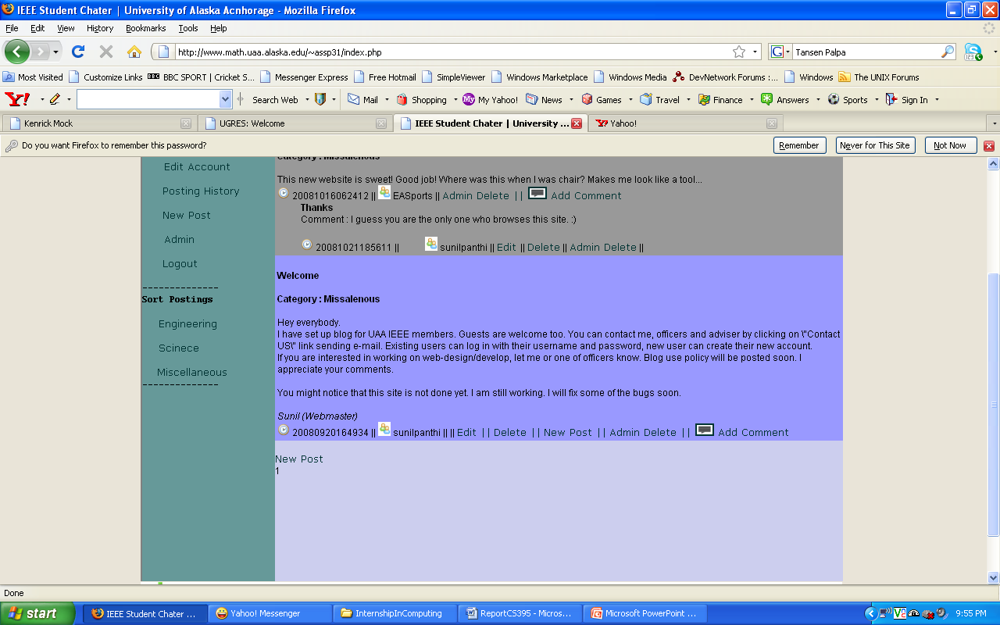 IEEE Student Chater | University of Alaska Acnhorage - Mozilla Firefox
File Edit View History Bookmarks Tools Help
http://www.math.uaa.alaska.edu/~assp31/index.php Tansen Palpa
Most Visited Customize Links BBC SPORT | Cricket S... Messenger Express Free Hotmail SimpleViewer Windows Marketplace Windows Media DevNetwork Forums :... Windows The UNIX Forums
Y! Search Web Mail Shopping My Yahoo! News Games Travel Finance Answers Sports Sign In
Kenrick Mock UGRES: Welcome IEEE Student Chater | University ... Yahoo!
Do you want Firefox to remember this password? Remember Never for This Site Not Now
Edit Account
Posting History
New Post
Admin
Logout
--------------
Sort Postings
Engineering
Scinece
Miscellaneous
--------------
Category : Missalenous
This new website is sweet! Good job! Where was this when I was chair? Makes me look like a tool...
20081016062412 || EASports || Admin Delete || Add Comment
Thanks
Comment : I guess you are the only one who browses this site. :)
20081021185611 || sunilpanthi || Edit || Delete || Admin Delete ||
Welcome
Category : Missalenous
Hey everybody.
I have set up blog for UAA IEEE members. Guests are welcome too. You can contact me, officers and adviser by clicking on \"Contact
US\" link sending e-mail. Existing users can log in with their username and password, new user can create their new account.
If you are interested in working on web-design/develop, let me or one of officers know. Blog use policy will be posted soon. I
appreciate your comments.
You might notice that this site is not done yet. I am still working. I will fix some of the bugs soon.
Sunil (Webmaster)
20080920164934 || sunilpanthi || || Edit || Delete || New Post || Admin Delete || Add Comment
New Post
1
Done
start IEEE Student Chater ... Yahoo! Messenger InternshipInComputing ReportCS395 - Micros... Microsoft PowerPoint ... 9:55 PM